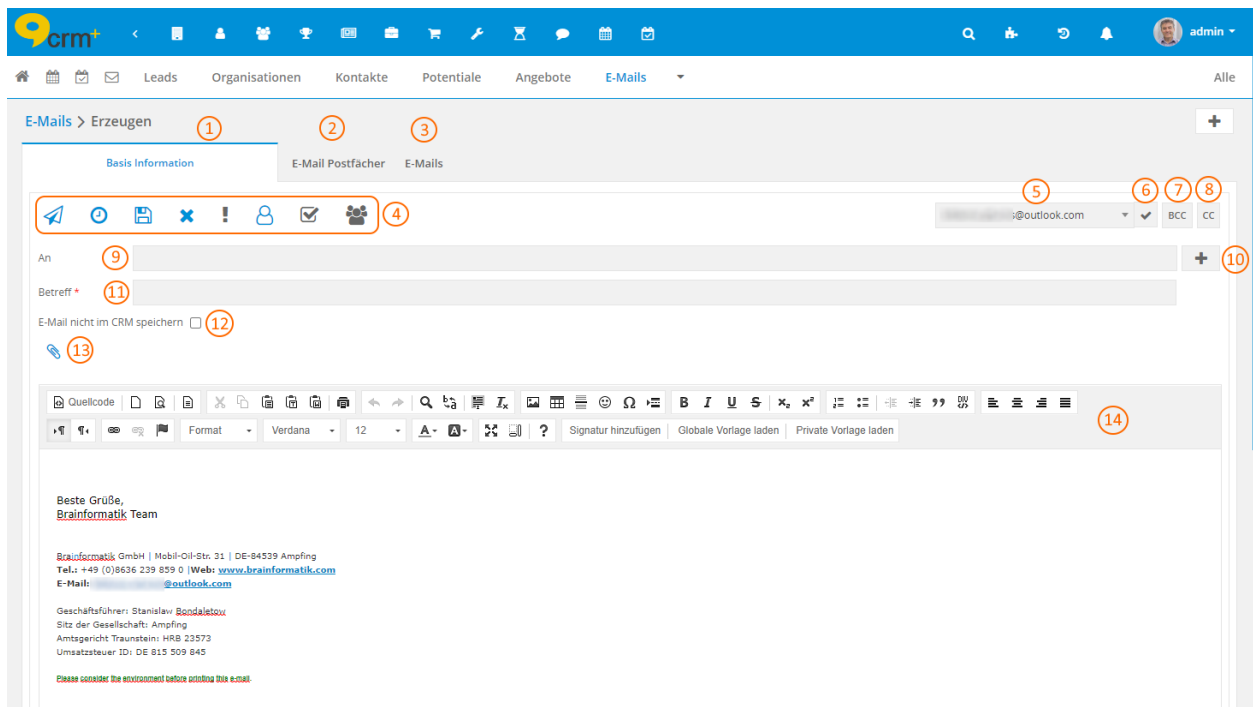 9crm+ admin
Leads Organisationen Kontakte Potentiale Angebote E-Mails Alle
E-Mails > Erzeugen
1 2 3
Basis Information E-Mail Postfächer E-Mails
4 5 6 7 8
@outlook.com BCC CC
An 9 10
Betreff * 11
E-Mail nicht im CRM speichern 12
13
Quellcode
Format Verdana 12 Signatur hinzufügen Globale Vorlage laden Private Vorlage laden
14
Beste Grüße,
Brainformatik Team
Brainformatik GmbH | Mobil-Oil-Str. 31 | DE-84539 Ampfing
Tel.: +49 (0)8636 239 859 0 |Web: www.brainformatik.com
E-Mail: @outlook.com
Geschäftsführer: Stanislaw Bondaletow
Sitz der Gesellschaft: Ampfing
Amtsgericht Traunstein: HRB 23573
Umsatzsteuer ID: DE 815 509 845
Please consider the environment before printing this e-mail.